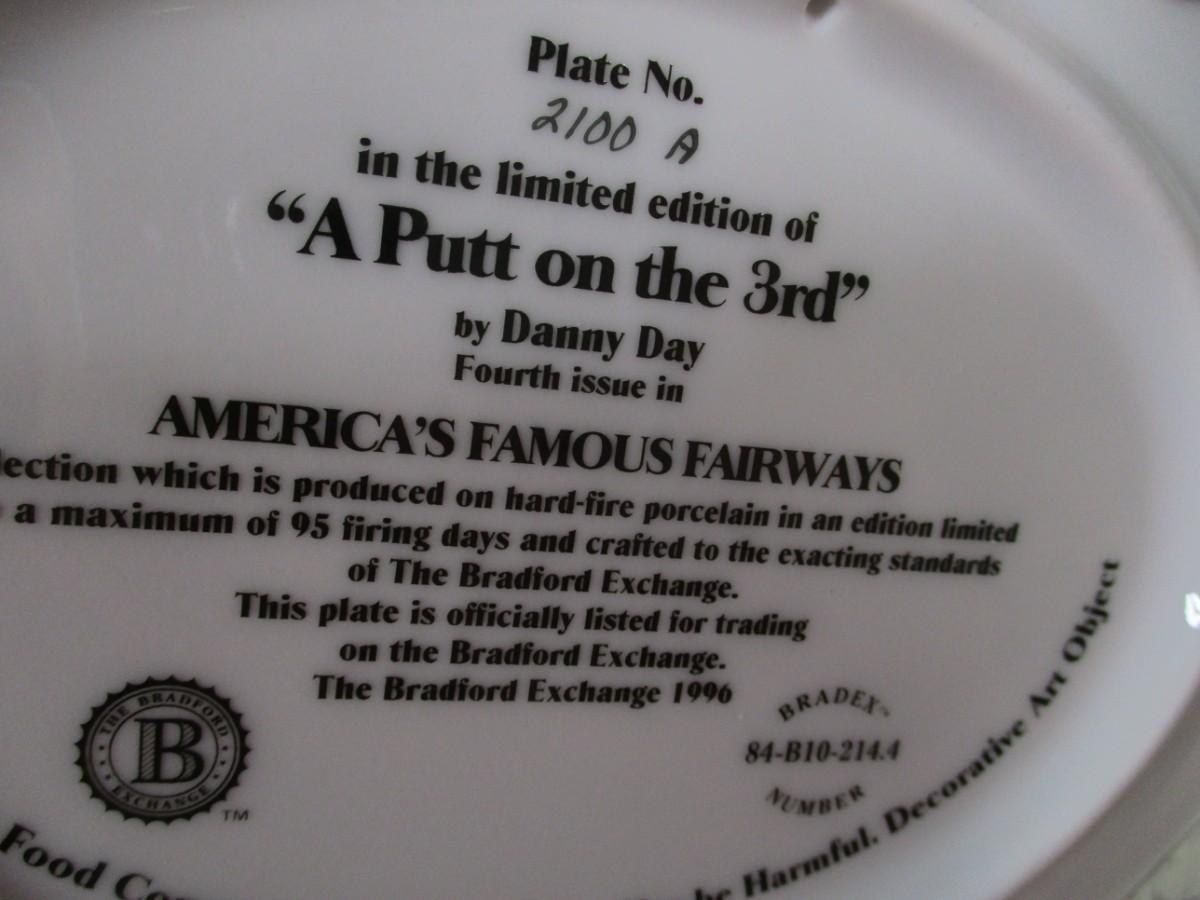 Plate No.
2100 A
in the limited edition of
“A Putt on the 3rd”
by Danny Day
Fourth issue in
AMERICA'S FAMOUS FAIRWAYS
lection which is produced on hard-fire porcelain in an edition limited
a maximum of 95 firing days and crafted to the exacting standards
of The Bradford Exchange.
This plate is officially listed for trading
on the Bradford Exchange.
The Bradford Exchange 1996
THE BRADFORD
B
EXCHANGE
TM
BRADEX™
84-B10-214.4
NUMBER
Food Co
be Harmful. Decorative Art Object